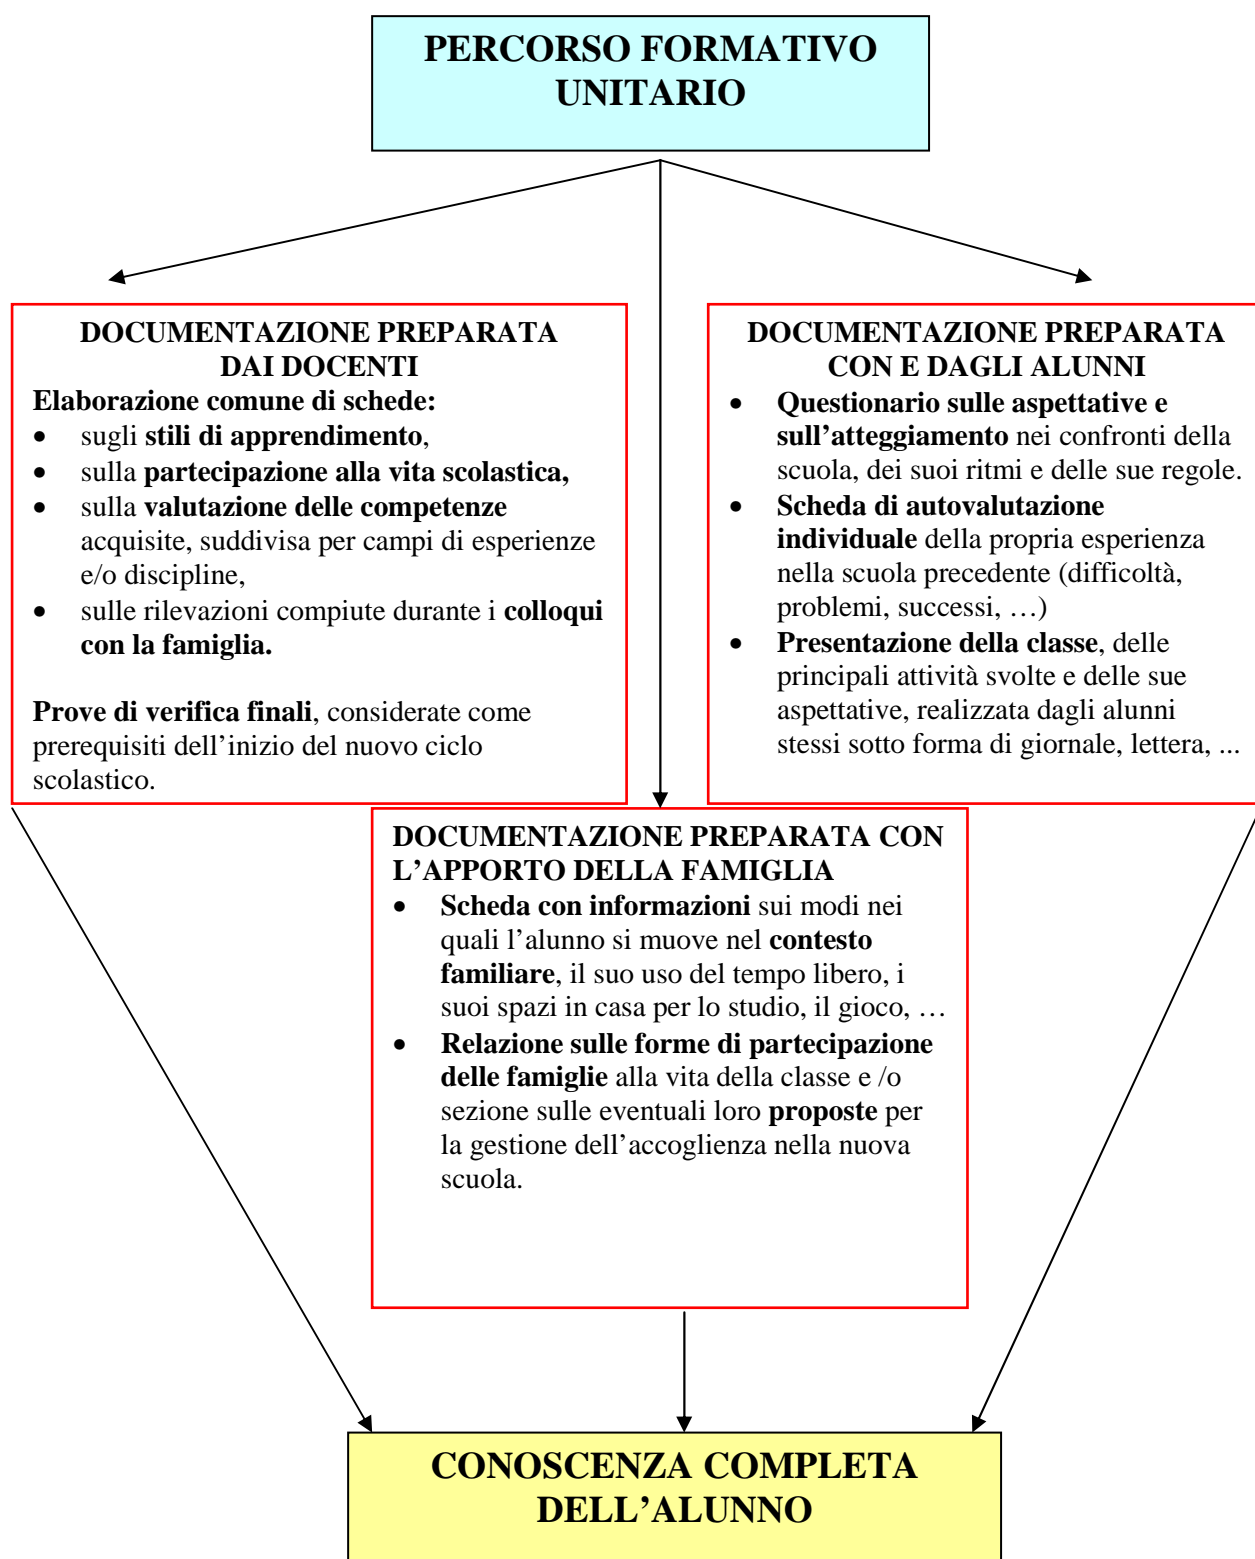 PERCORSO FORMATIVO
UNITARIO
DOCUMENTAZIONE PREPARATA
DAI DOCENTI
Elaborazione comune di schede:
• sugli stili di apprendimento,
• sulla partecipazione alla vita scolastica,
• sulla valutazione delle competenze
acquisite, suddivisa per campi di esperienze
e/o discipline,
• sulle rilevazioni compiute durante i colloqui
con la famiglia.
Prove di verifica finali, considerate come
prerequisiti dell’inizio del nuovo ciclo
scolastico.
DOCUMENTAZIONE PREPARATA
CON E DAGLI ALUNNI
• Questionario sulle aspettative e
sull’atteggiamento nei confronti della
scuola, dei suoi ritmi e delle sue regole.
• Scheda di autovalutazione
individuale della propria esperienza
nella scuola precedente (difficoltà,
problemi, successi, …)
• Presentazione della classe, delle
principali attività svolte e delle sue
aspettative, realizzata dagli alunni
stessi sotto forma di giornale, lettera, ...
DOCUMENTAZIONE PREPARATA CON
L’APPORTO DELLA FAMIGLIA
• Scheda con informazioni sui modi nei
quali l’alunno si muove nel contesto
familiare, il suo uso del tempo libero, i
suoi spazi in casa per lo studio, il gioco, …
• Relazione sulle forme di partecipazione
delle famiglie alla vita della classe e /o
sezione sulle eventuali loro proposte per
la gestione dell’accoglienza nella nuova
scuola.
CONOSCENZA COMPLETA
DELL’ALUNNO